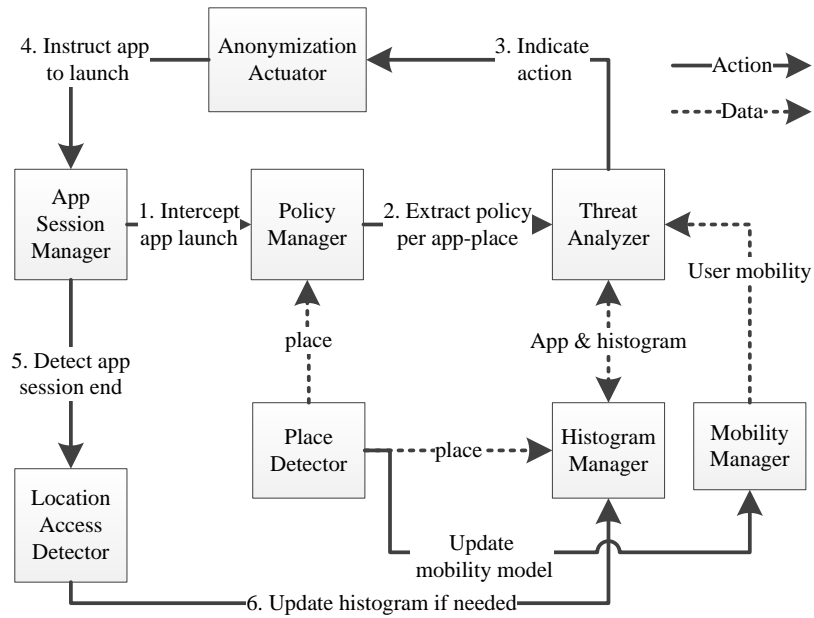 4. Instruct app
to launch
Anonymization
Actuator
3. Indicate
action
Action
Data
App
Session
Manager
1. Intercept
app launch
Policy
Manager
2. Extract policy
per app-place
Threat
Analyzer
User mobility
place
App & histogram
5. Detect app
session end
Place
Detector
place
Histogram
Manager
Mobility
Manager
Location
Access
Detector
Update
mobility model
6. Update histogram if needed